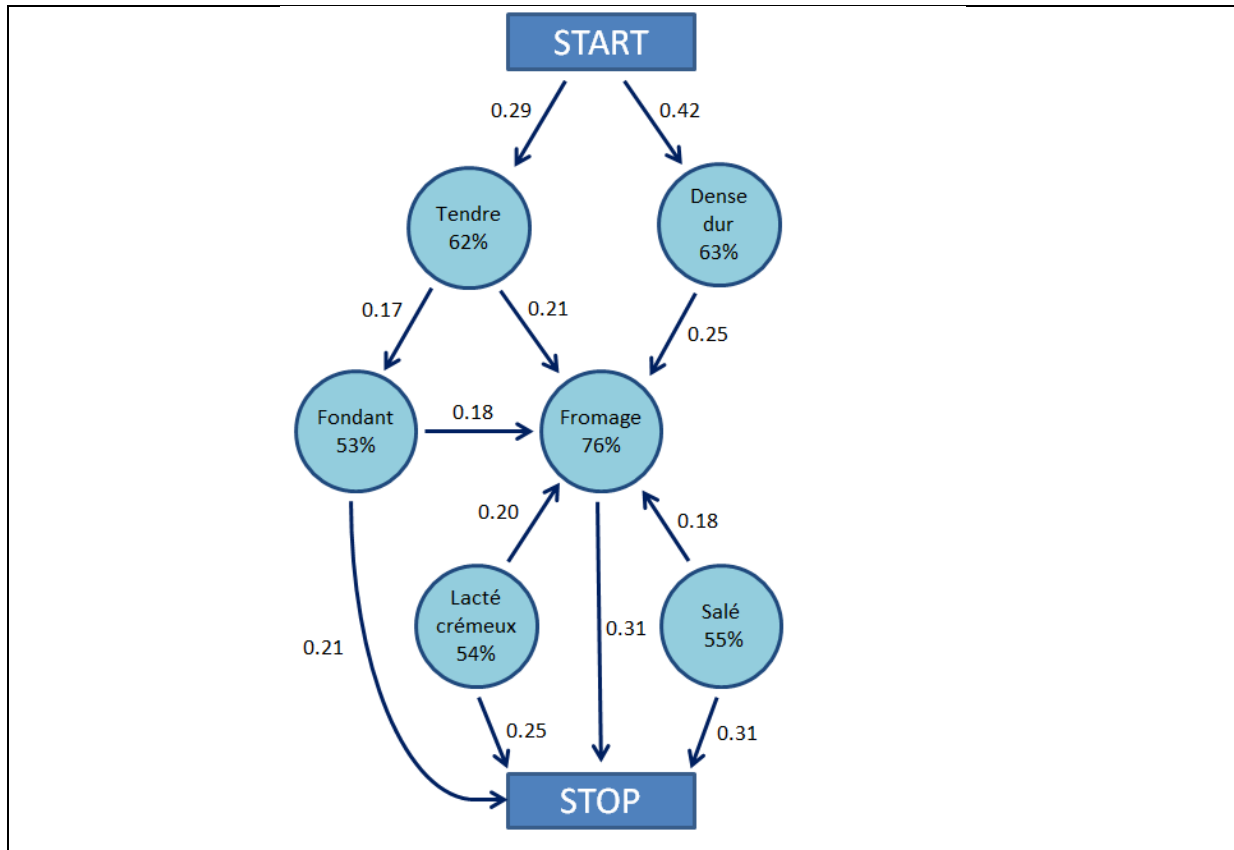 START
0.29
0.42
Tendre
62%
Dense
dur
63%
0.17
0.21
0.25
Fondant
53%
0.18
Fromage
76%
0.20
0.18
Lacté
crémeux
54%
Salé
55%
0.21
0.31
0.25
0.31
STOP